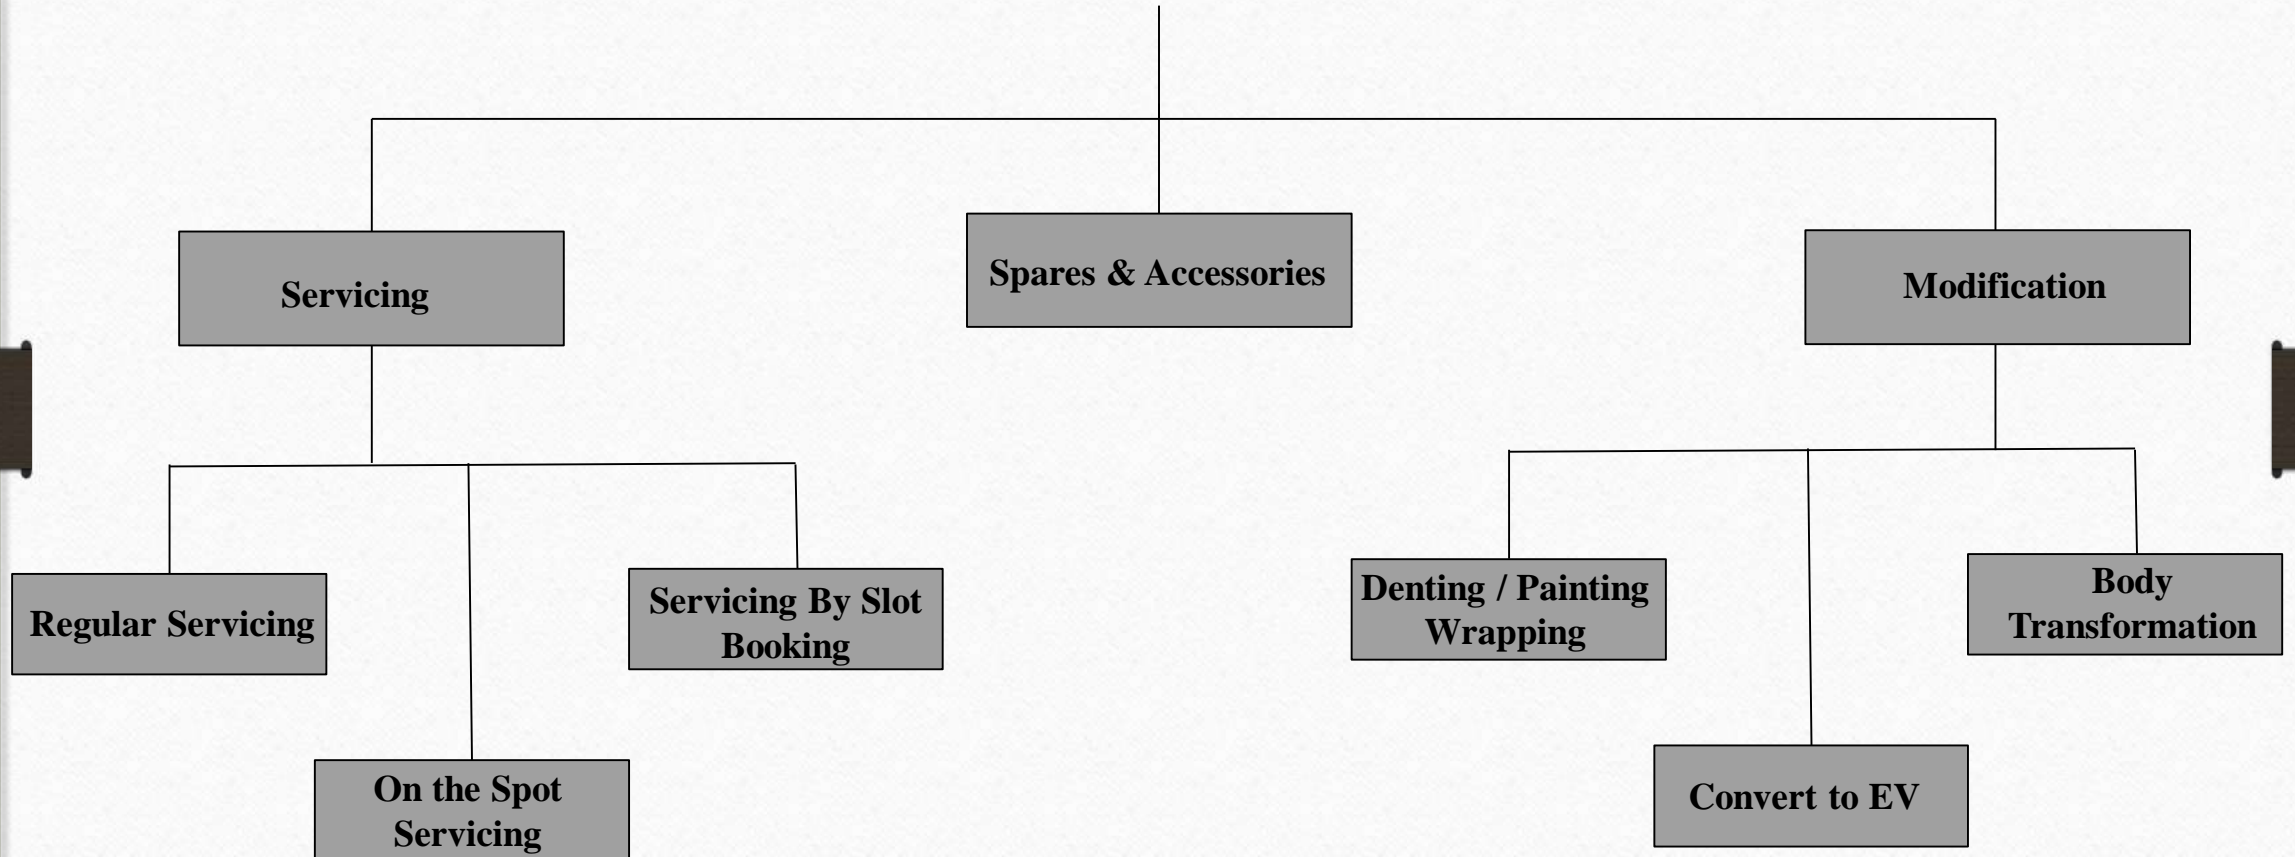 Servicing
Spares & Accessories
Modification
Regular Servicing
On the Spot
Servicing
Servicing By Slot
Booking
Denting / Painting
Wrapping
Convert to EV
Body
Transformation